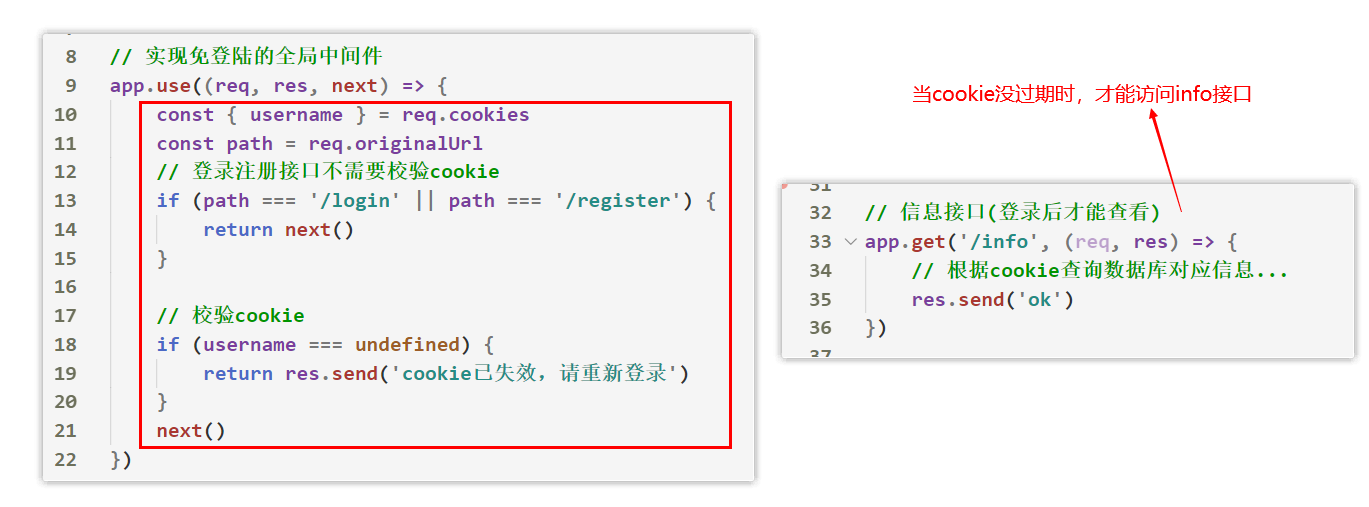 8 // 实现免登陆的全局中间件
9 app.use((req, res, next) => {
10 const { username } = req.cookies
11 const path = req.originalUrl
12 // 登录注册接口不需要校验cookie
13 if (path === '/login' || path === '/register') {
14 return next()
15 }
16
17 // 校验cookie
18 if (username === undefined) {
19 return res.send('cookie已失效，请重新登录')
20 }
21 next()
22 })
当cookie没过期时，才能访问info接口
31
32 // 信息接口(登录后才能查看)
33 app.get('/info', (req, res) => {
34 // 根据cookie查询数据库对应信息...
35 res.send('ok')
36 })
37